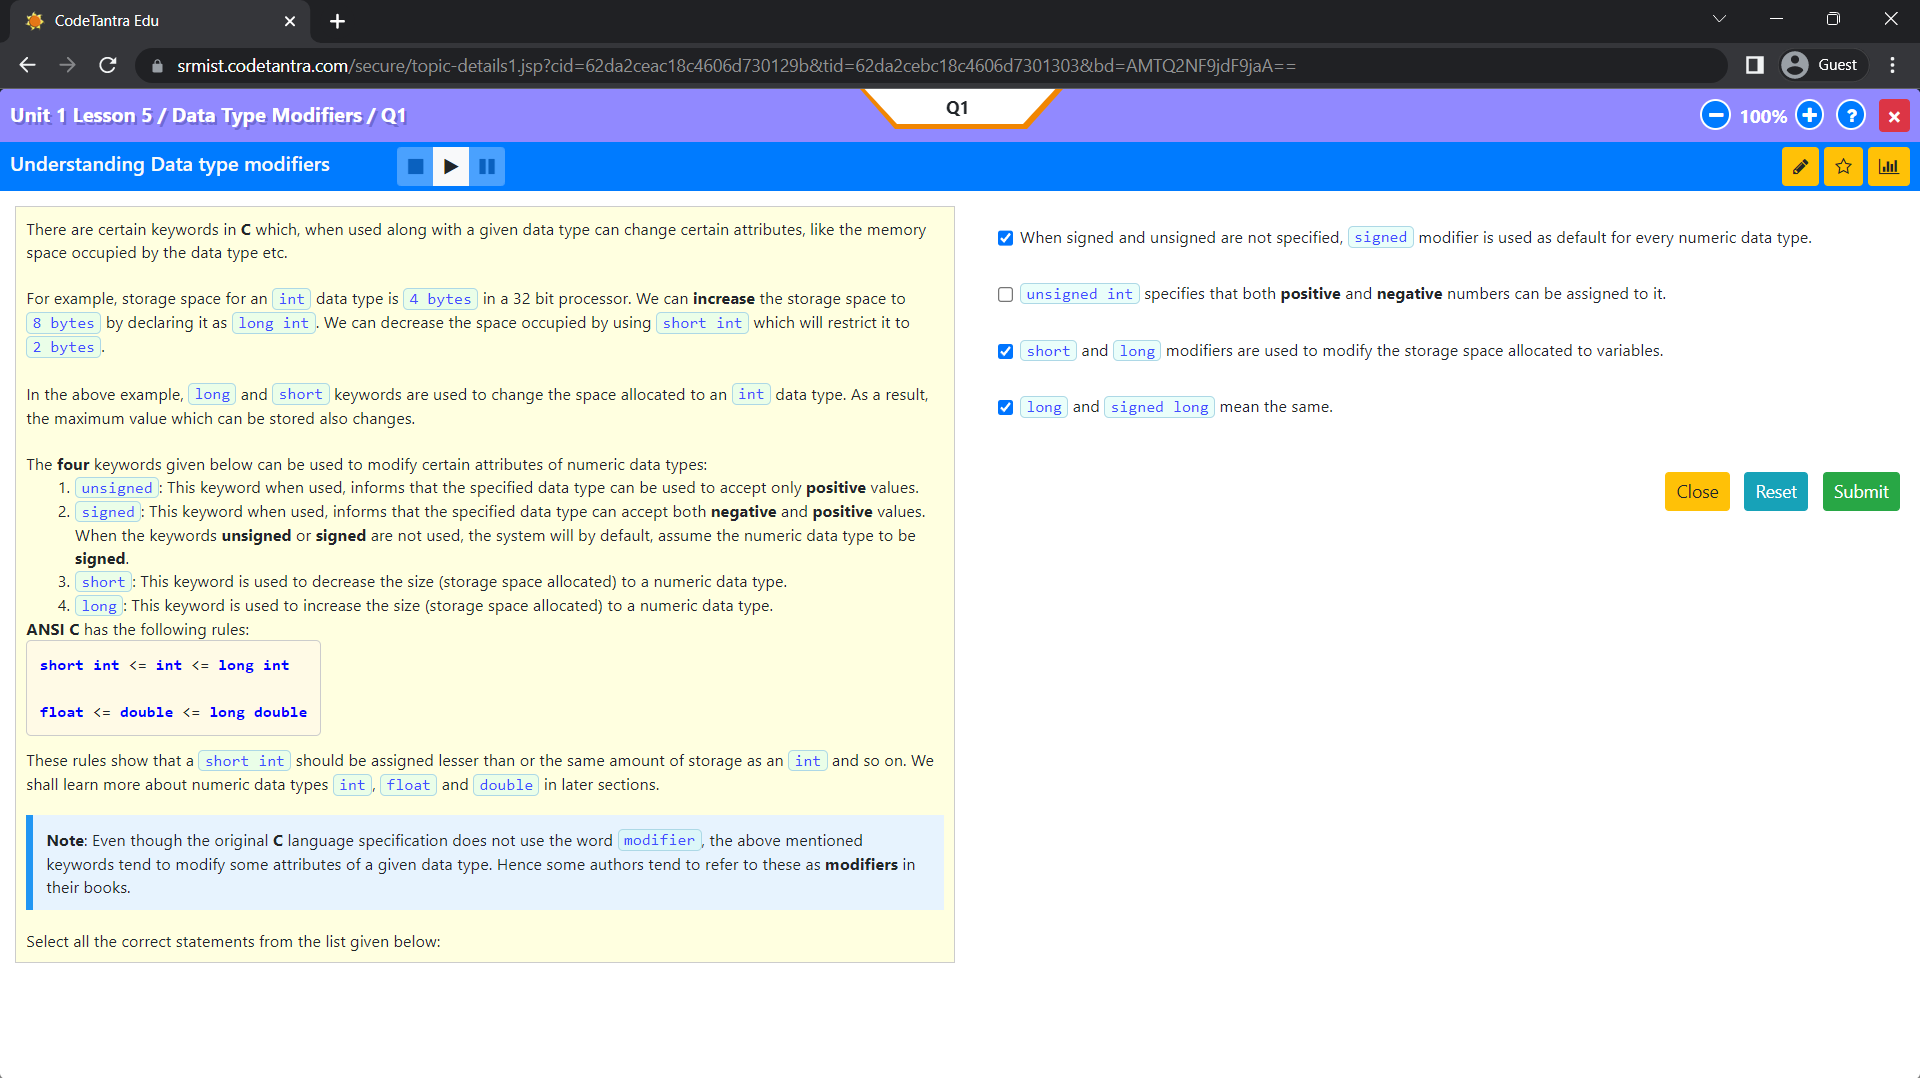 CodeTantra Edu
srmist.codetantra.com/secure/topic-details1.jsp?cid=62da2ceac18c4606d730129b&tid=62da2cebc18c4606d7301303&bd=AMTQ2NF9jdF9jaA==
Guest
Unit 1 Lesson 5 / Data Type Modifiers / Q1
Q1
100%
?
Understanding Data type modifiers
There are certain keywords in C which, when used along with a given data type can change certain attributes, like the memory
space occupied by the data type etc.
For example, storage space for an int data type is 4 bytes in a 32 bit processor. We can increase the storage space to
8 bytes by declaring it as long int. We can decrease the space occupied by using short int which will restrict it to
2 bytes.
In the above example, long and short keywords are used to change the space allocated to an int data type. As a result,
the maximum value which can be stored also changes.
The four keywords given below can be used to modify certain attributes of numeric data types:
1. unsigned: This keyword when used, informs that the specified data type can be used to accept only positive values.
2. signed: This keyword when used, informs that the specified data type can accept both negative and positive values.
When the keywords unsigned or signed are not used, the system will by default, assume the numeric data type to be
signed.
3. short: This keyword is used to decrease the size (storage space allocated) to a numeric data type.
4. long: This keyword is used to increase the size (storage space allocated) to a numeric data type.
ANSI C has the following rules:
short int <= int <= long int
float <= double <= long double
These rules show that a short int should be assigned lesser than or the same amount of storage as an int and so on. We
shall learn more about numeric data types int, float and double in later sections.
Note: Even though the original C language specification does not use the word modifier, the above mentioned
keywords tend to modify some attributes of a given data type. Hence some authors tend to refer to these as modifiers in
their books.
Select all the correct statements from the list given below:
When signed and unsigned are not specified, signed modifier is used as default for every numeric data type.
unsigned int specifies that both positive and negative numbers can be assigned to it.
short and long modifiers are used to modify the storage space allocated to variables.
long and signed long mean the same.
Close Reset Submit